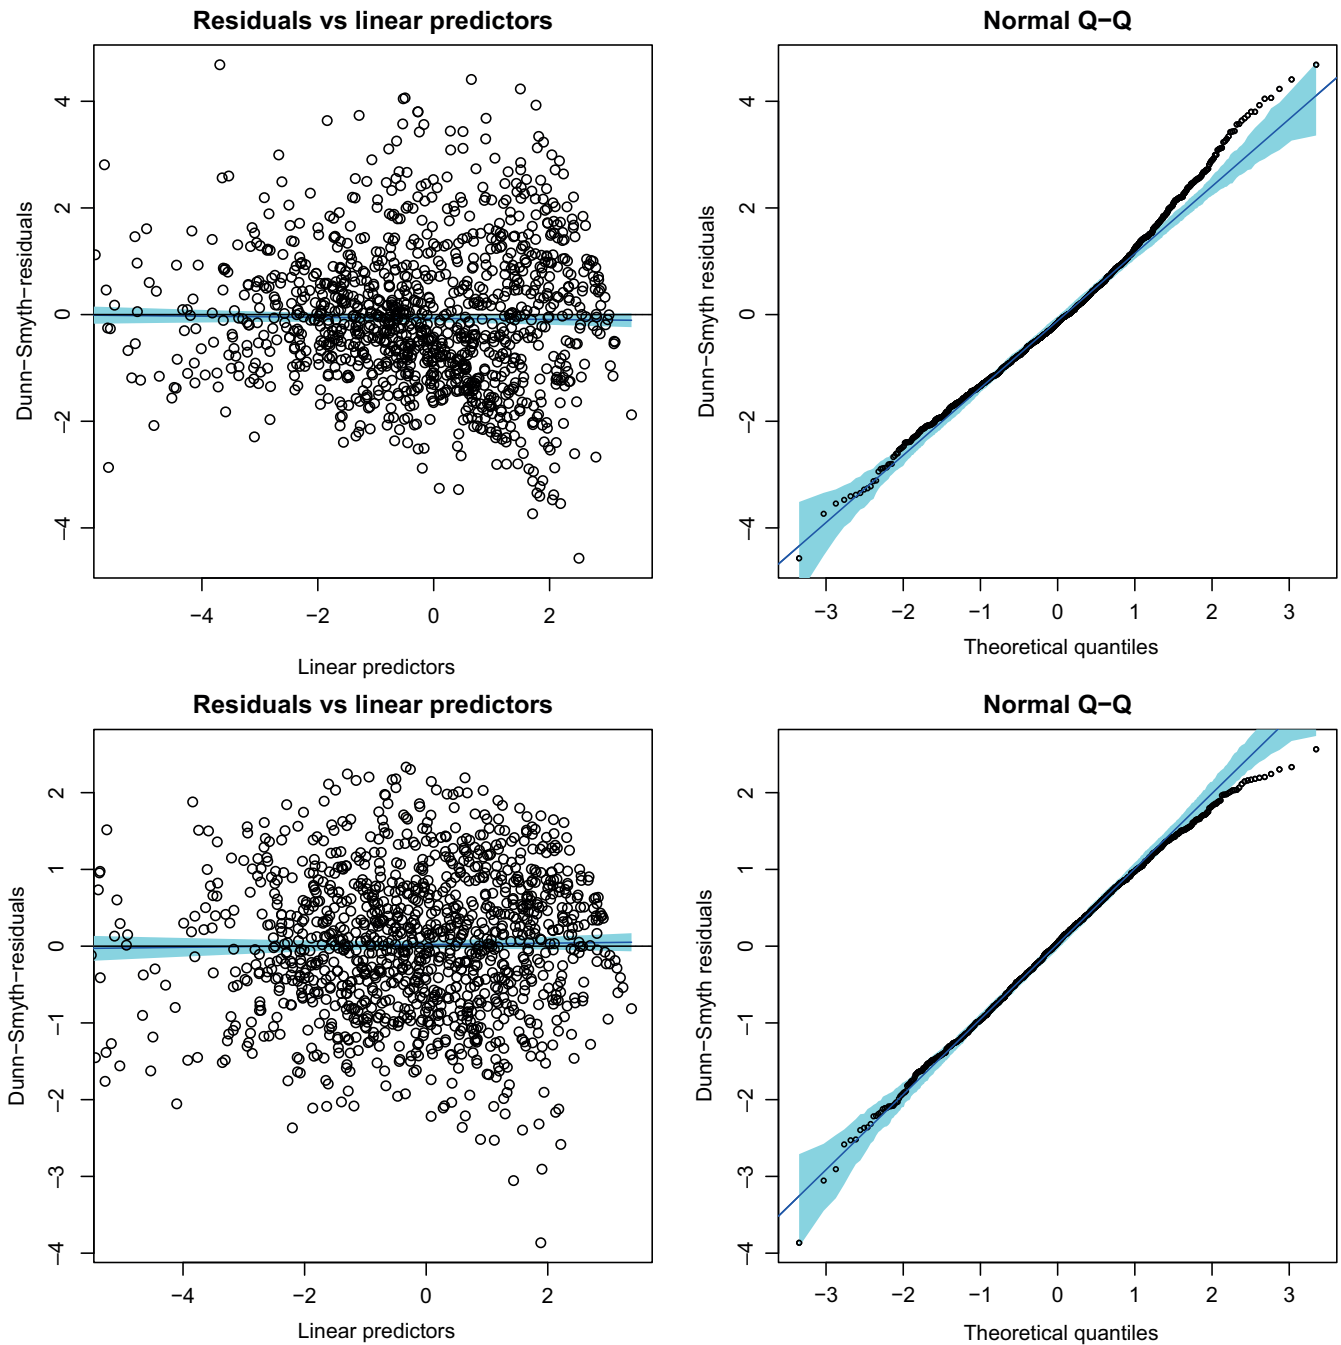 Residuals vs linear predictors
Dunn−Smyth−residuals
4
2
0
−2
−4
−4 −2 0 2
Linear predictors
Normal Q−Q
Dunn−Smyth residuals
4
2
0
−2
−4
−3 −2 −1 0 1 2 3
Theoretical quantiles
Residuals vs linear predictors
Dunn−Smyth−residuals
2
1
0
−1
−2
−3
−4
−4 −2 0 2
Linear predictors
Normal Q−Q
Dunn−Smyth residuals
2
1
0
−1
−2
−3
−4
−3 −2 −1 0 1 2 3
Theoretical quantiles